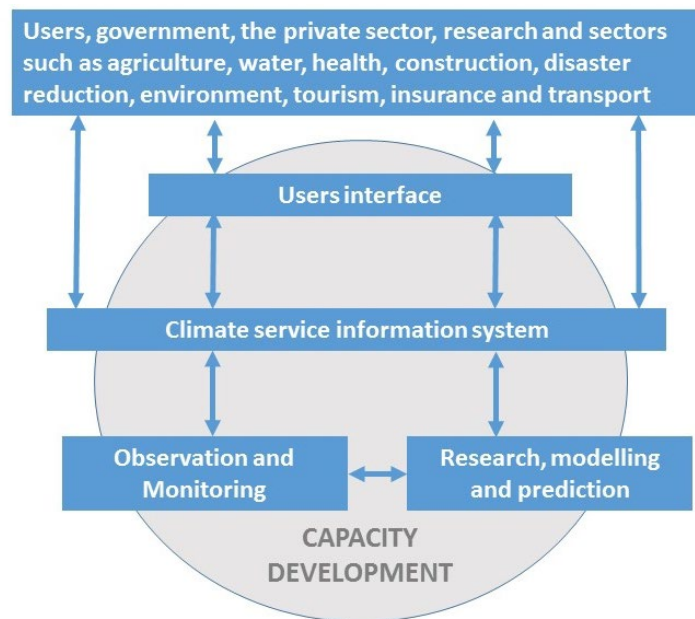 Users, government, the private sector, research and sectors
such as agriculture, water, health, construction, disaster
reduction, environment, tourism, insurance and transport
Users interface
Climate service information system
Observation and
Monitoring
Research, modelling
and prediction
CAPACITY
DEVELOPMENT